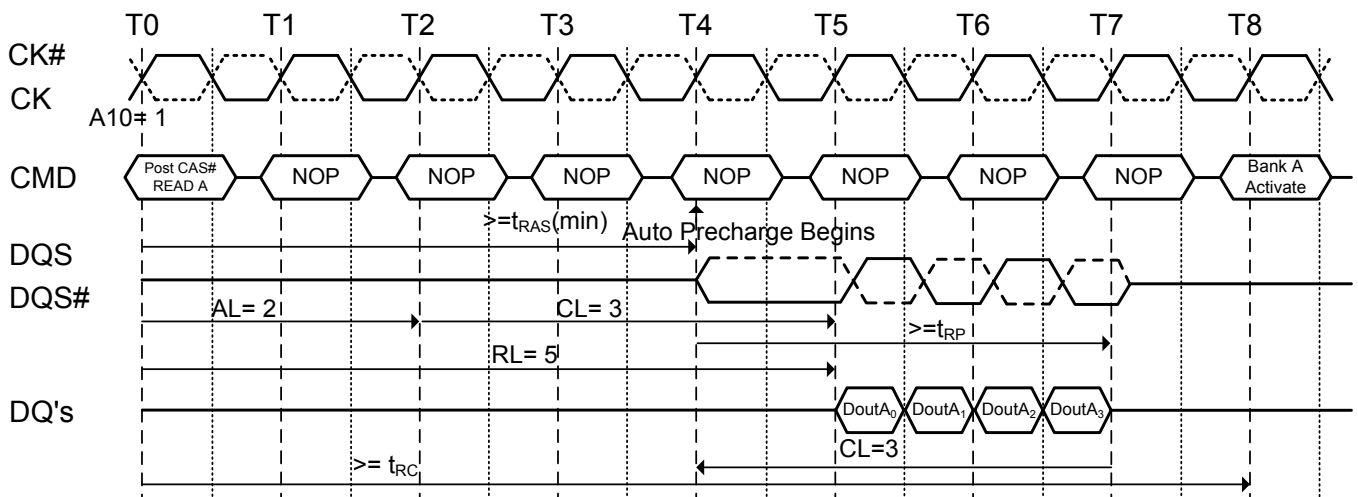 T0 T1 T2 T3 T4 T5 T6 T7 T8
CK#
CK
A10= 1
CMD Post CAS# READ A NOP NOP NOP NOP NOP NOP NOP Bank A Activate
>=tRAS(min)
Auto Precharge Begins
DQS
DQS#
AL= 2 CL= 3
>=tRP
RL= 5
DQ's DoutA0 DoutA1 DoutA2 DoutA3
CL=3
>= tRC